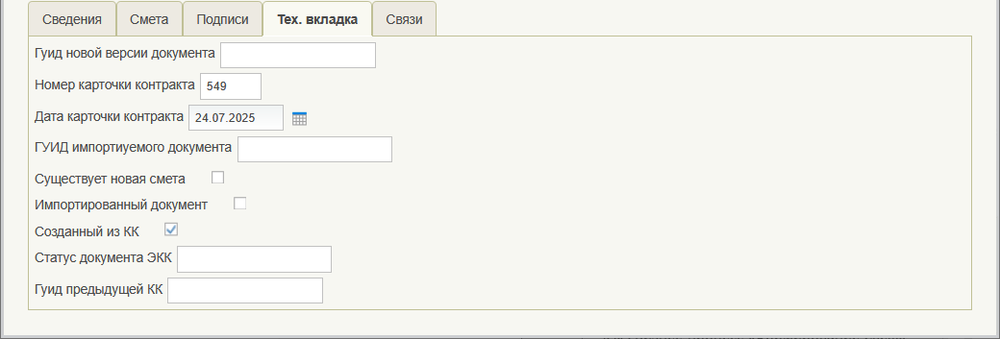 Сведения Смета Подписи Тех. вкладка Связи
Гуид новой версии документа
Номер карточки контракта 549
Дата карточки контракта 24.07.2025
ГУИД импортиуемого документа
Существует новая смета
Импортированный документ
Созданный из КК
Статус документа ЭКК
Гуид предыдущей КК